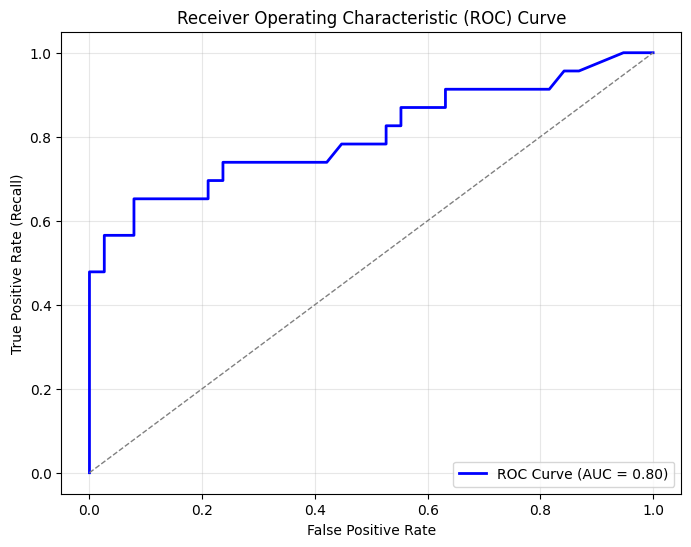 Receiver Operating Characteristic (ROC) Curve
True Positive Rate (Recall)
1.0
0.8
0.6
0.4
0.2
0.0
ROC Curve (AUC = 0.80)
0.0 0.2 0.4 0.6 0.8 1.0
False Positive Rate